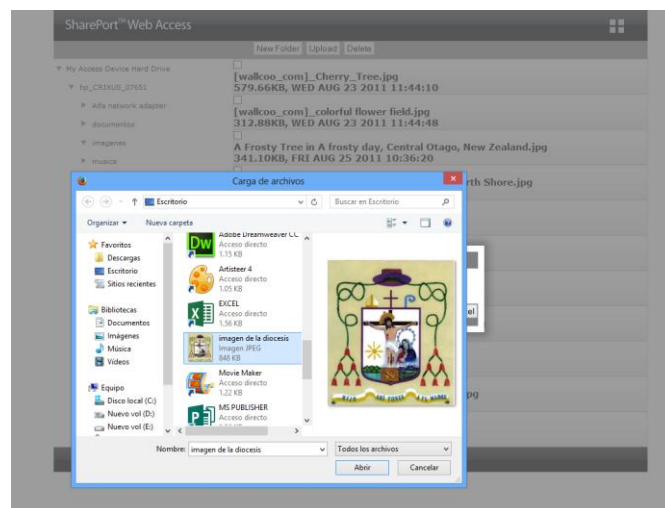 SharePort™ Web Access
New Folder Upload Delete
My Access Device Hard Drive
hp_CRIXUS_07651
Alfa network adapter
documentos
imagenes
musica
[wallcoo_com]_Cherry_Tree.jpg
579.66KB, WED AUG 23 2011 11:44:10
[wallcoo_com]_colorful flower field.jpg
312.88KB, WED AUG 23 2011 11:44:48
A Frosty Tree in A frosty day, Central Otago, New Zealand.jpg
341.10KB, FRI AUG 25 2011 10:36:20
rth Shore.jpg
el
pg
Carga de archivos
Escritorio
Buscar en Escritorio
Organizar
Nueva carpeta
Favoritos
Descargas
Escritorio
Sitios recientes
Bibliotecas
Documentos
Imágenes
Música
Vídeos
Equipo
Disco local (C:)
Nuevo vol (D:)
Nuevo vol (E:)
Adobe Dreamweaver CC
Acceso directo
1.15 KB
Artisteer 4
Acceso directo
1.05 KB
EXCEL
Acceso directo
1.56 KB
imagen de la diocesis
Imagen JPEG
848 KB
Movie Maker
Acceso directo
1.22 KB
MS PUBLISHER
Acceso directo
Nombre: imagen de la diocesis
Todos los archivos
Abrir
Cancelar